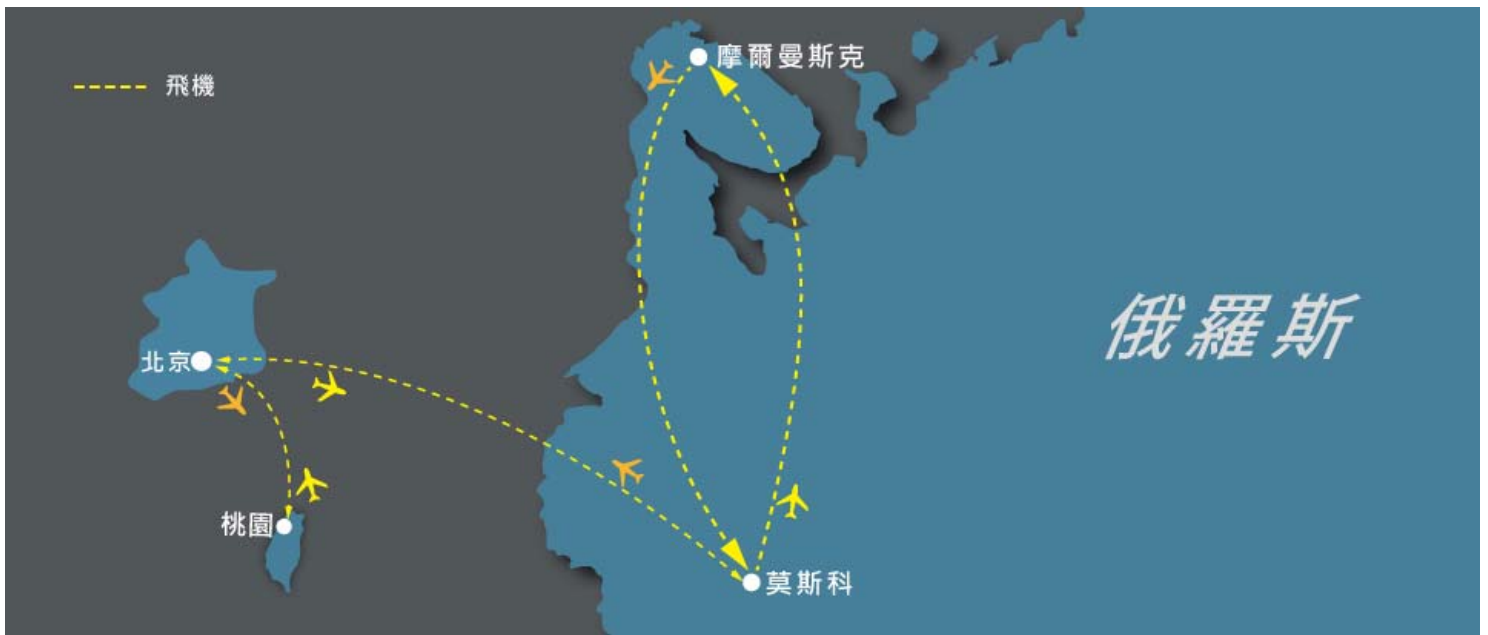 飛機
摩爾曼斯克
俄羅斯
北京
桃園
莫斯科